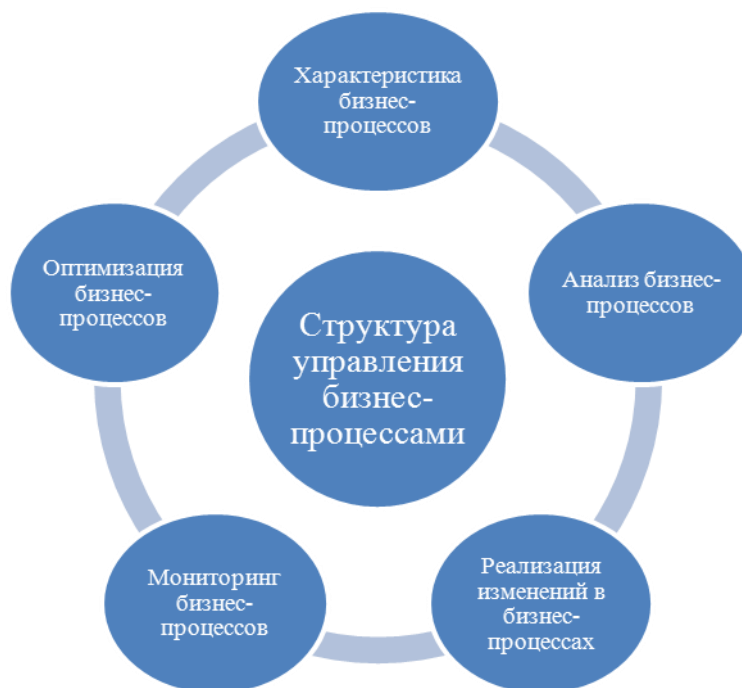 Характеристика
бизнес-
процессов
Оптимизация
бизнес-
процессов
Анализ бизнес-
процессов
Структура
управления
бизнес-
процессами
Мониторинг
бизнес-
процессов
Реализация
изменений в
бизнес-
процессах